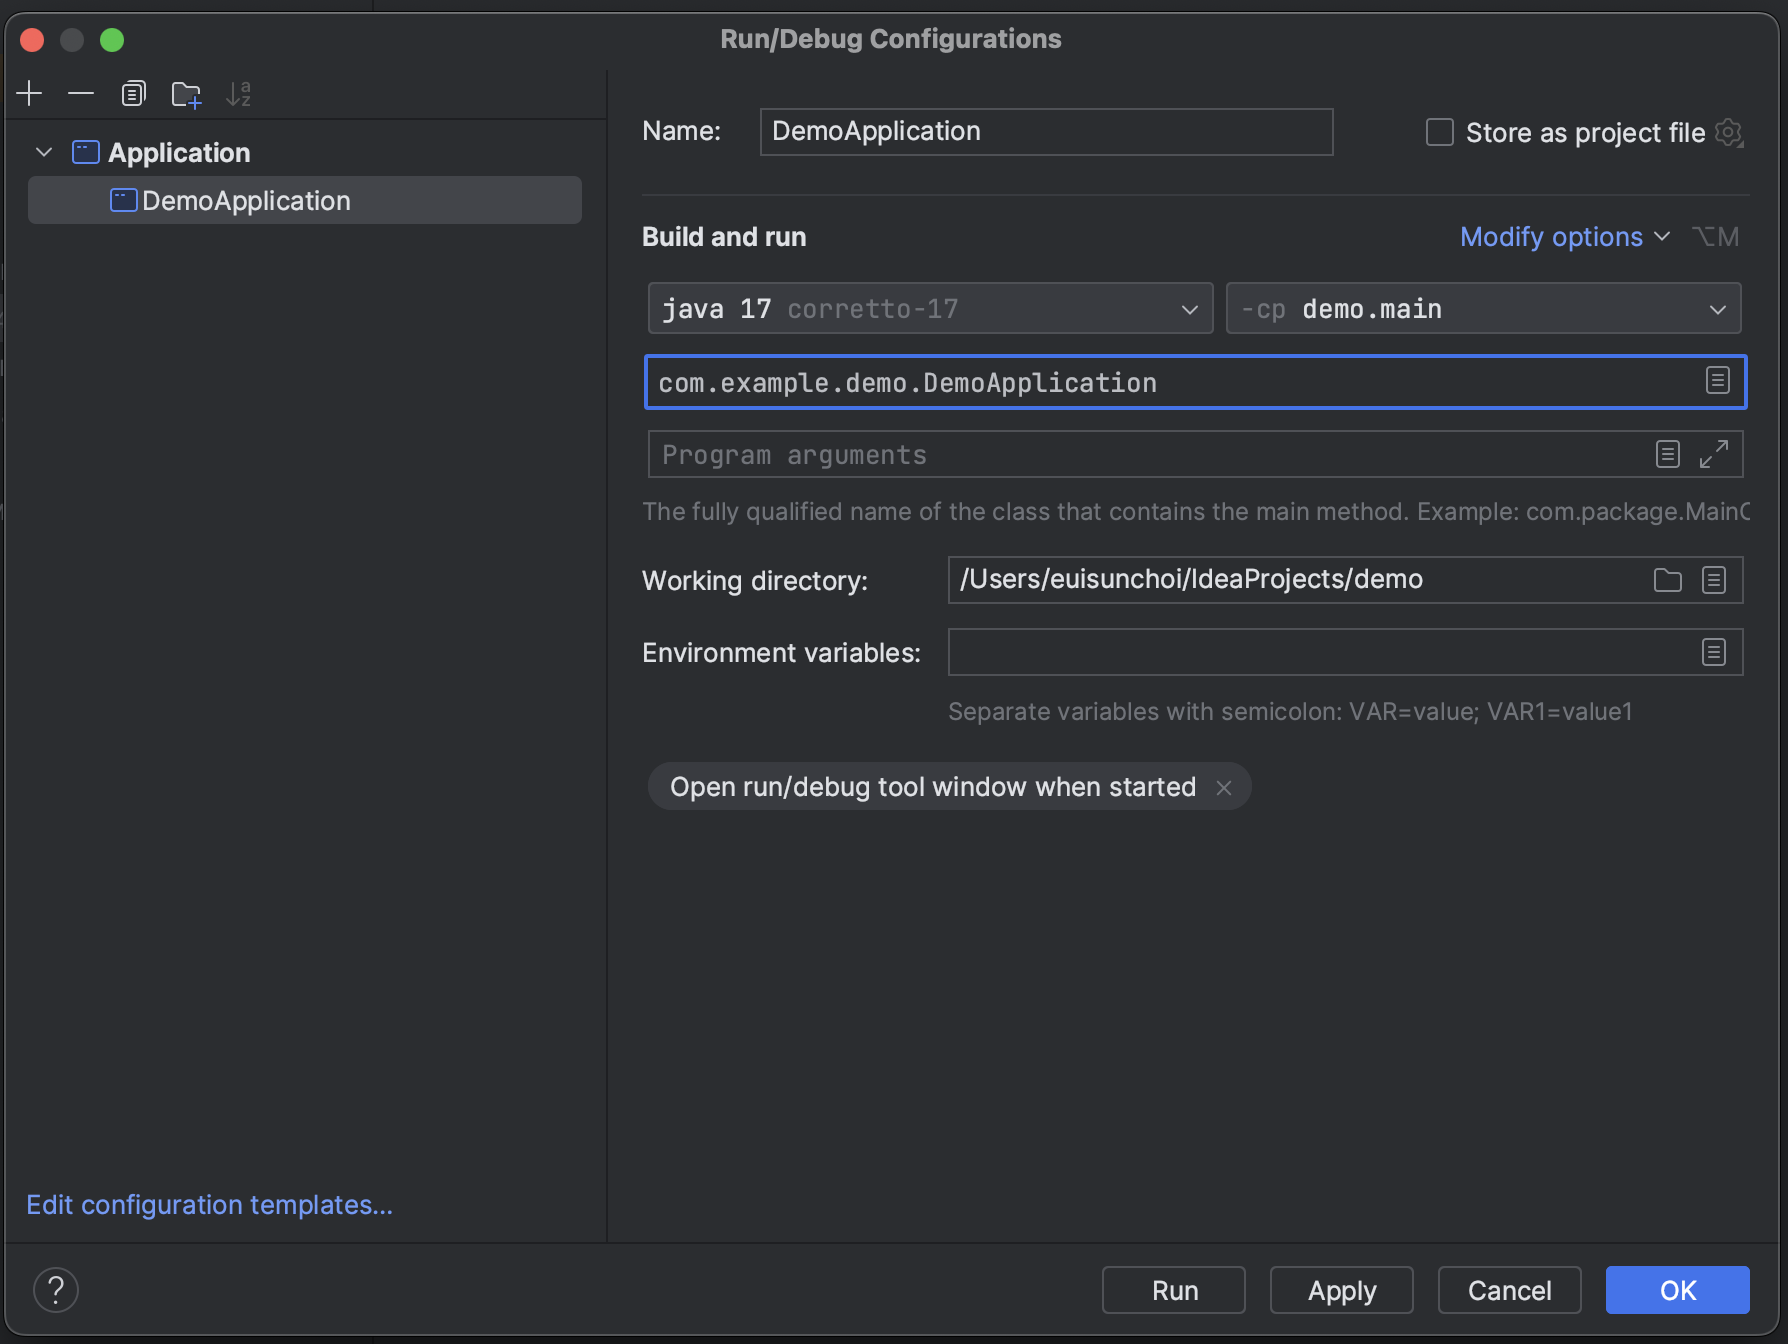 Run/Debug Configurations
Application
DemoApplication
Edit configuration templates...
Name: DemoApplication Store as project file
Build and run Modify options ⌥M
java 17 corretto-17 -cp demo.main
com.example.demo.DemoApplication
Program arguments
The fully qualified name of the class that contains the main method. Example: com.package.MainC
Working directory: /Users/euisunchoi/IdeaProjects/demo
Environment variables:
Separate variables with semicolon: VAR=value; VAR1=value1
Open run/debug tool window when started
? Run Apply Cancel OK